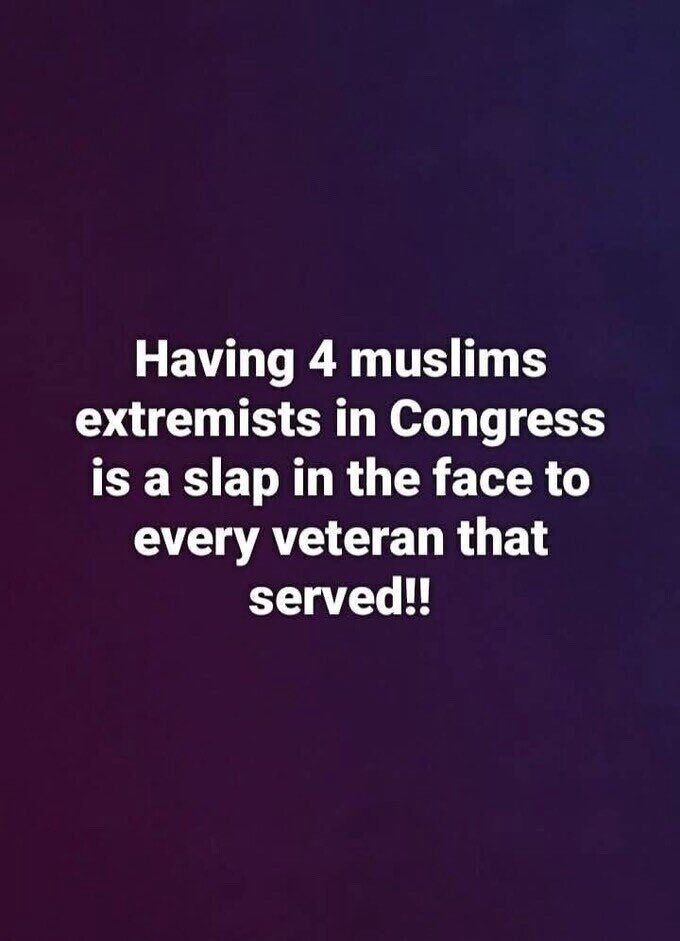 Having 4 muslims
extremists in Congress
is a slap in the face to
every veteran that
served!!